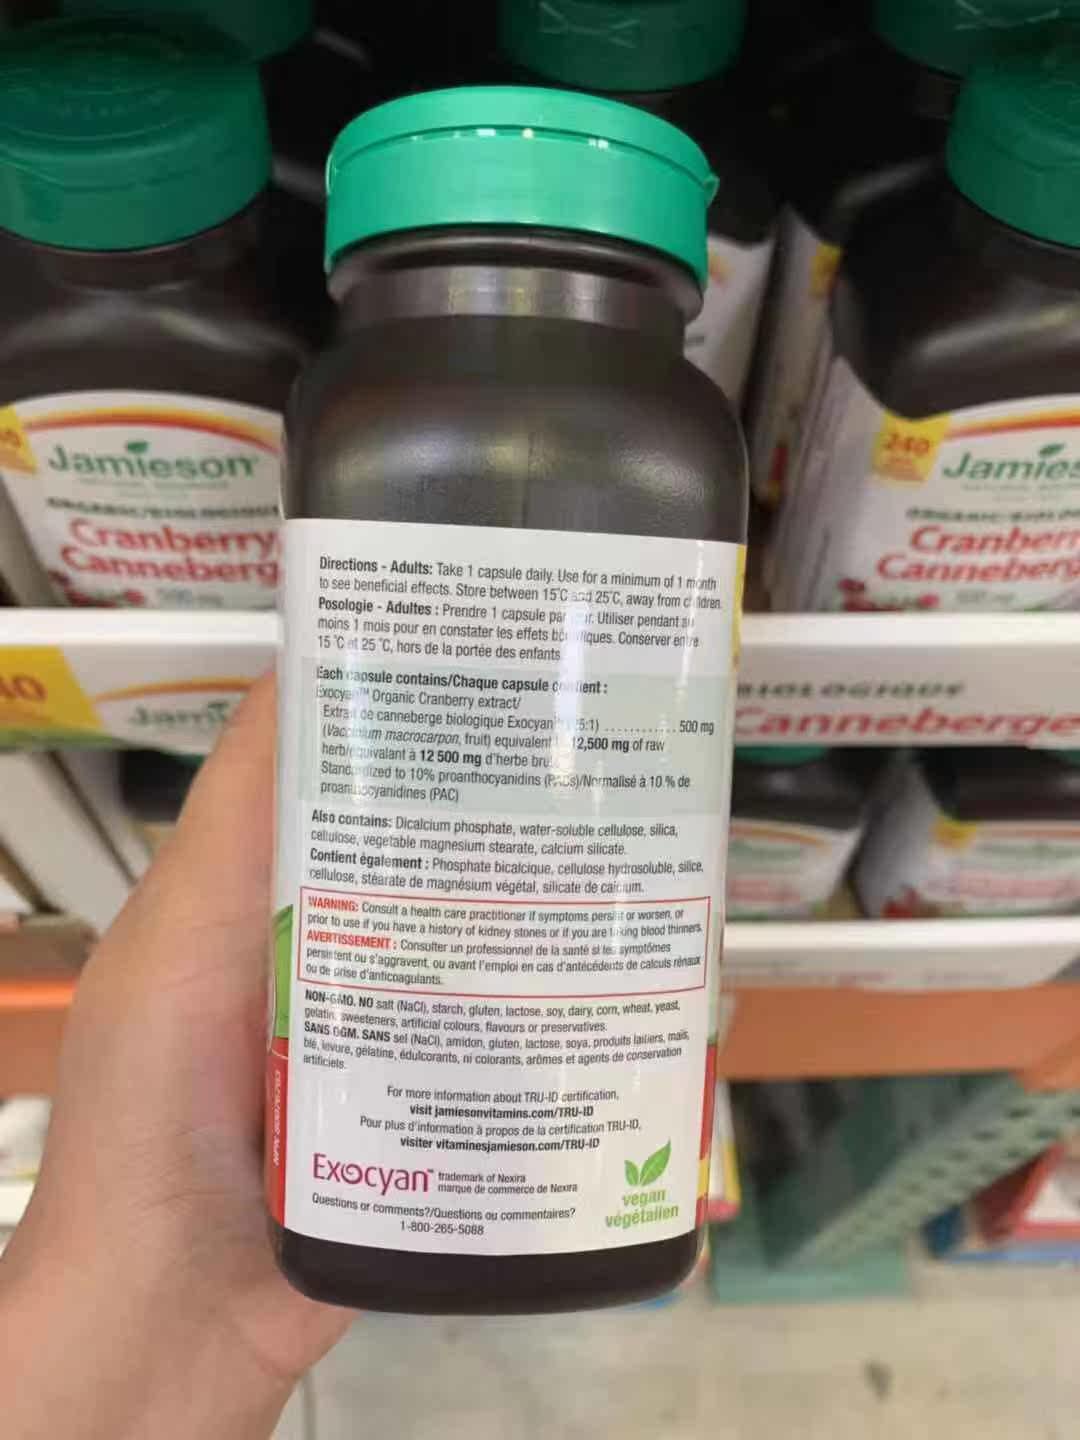 Directions - Adults: Take 1 capsule daily. Use for a minimum of 1 month
to see beneficial effects. Store between 15°C and 25°C, away from children.
Posologie - Adultes : Prendre 1 capsule par jour. Utiliser pendant au
moins 1 mois pour en constater les effets bénéfiques. Conserver entre
15 °C et 25 °C, hors de la portée des enfants.
Each capsule contains/Chaque capsule contient :
Exocyan™ Organic Cranberry extract/
Extrait de canneberge biologique Exocyan (25:1) ............ 500 mg
(Vaccinium macrocarpon, fruit) equivalent to 12,500 mg of raw
herb/équivalant à 12 500 mg d'herbe brute
Standardized to 10% proanthocyanidins (PACs)/Normalisé à 10 % de
proanthocyanidines (PAC)
Also contains: Dicalcium phosphate, water-soluble cellulose, silica,
cellulose, vegetable magnesium stearate, calcium silicate.
Contient également : Phosphate bicalcique, cellulose hydrosoluble, silice,
cellulose, stéarate de magnésium végétal, silicate de calcium.
WARNING: Consult a health care practitioner if symptoms persist or worsen, or
prior to use if you have a history of kidney stones or if you are taking blood thinners.
AVERTISSEMENT : Consulter un professionnel de la santé si les symptômes
persistent ou s'aggravent, ou avant l'emploi en cas d'antécédents de calculs rénaux
ou de prise d'anticoagulants.
NON-GMO. NO salt (NaCl), starch, gluten, lactose, soy, dairy, corn, wheat, yeast,
gelatin, sweeteners, artificial colours, flavours or preservatives.
SANS OGM. SANS sel (NaCl), amidon, gluten, lactose, soya, produits laitiers, maïs,
blé, levure, gélatine, édulcorants, ni colorants, arômes et agents de conservation
artificiels.
For more information about TRU-ID certification,
visit jamiesonvitamins.com/TRU-ID
Pour plus d'information à propos de la certification TRU-ID,
visiter vitaminesjamieson.com/TRU-ID
Exocyan™ trademark of Nexira
marque de commerce de Nexira
Questions or comments?/Questions ou commentaires?
1-800-265-5088
vegan
végétalien
Jamieson
Cranberry
Canneberg
240
Jamies
Cranber
Canneberg
40
Jami
BIOLOGIQUE
Canneberge